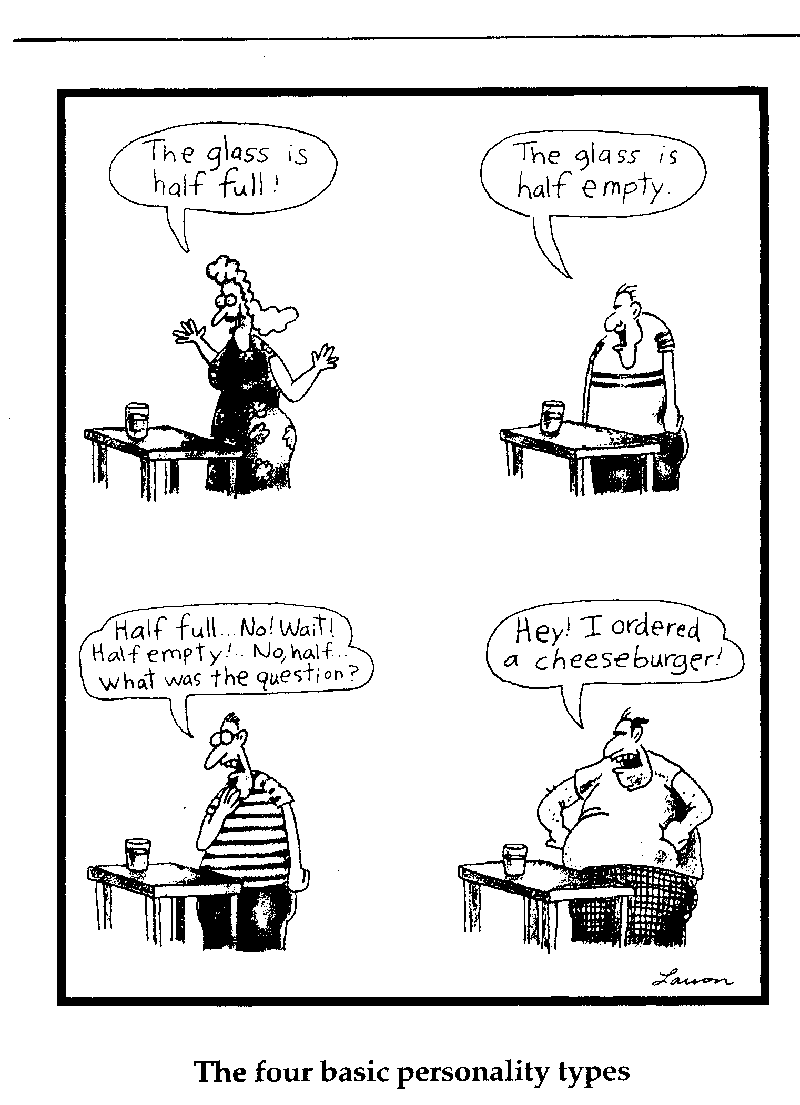 The glass is
half full!
The glass is
half empty.
Half full... No! Wait!
Half empty!.. No, half...
What was the question?
Hey! I ordered
a cheeseburger!
Larson
The four basic personality types